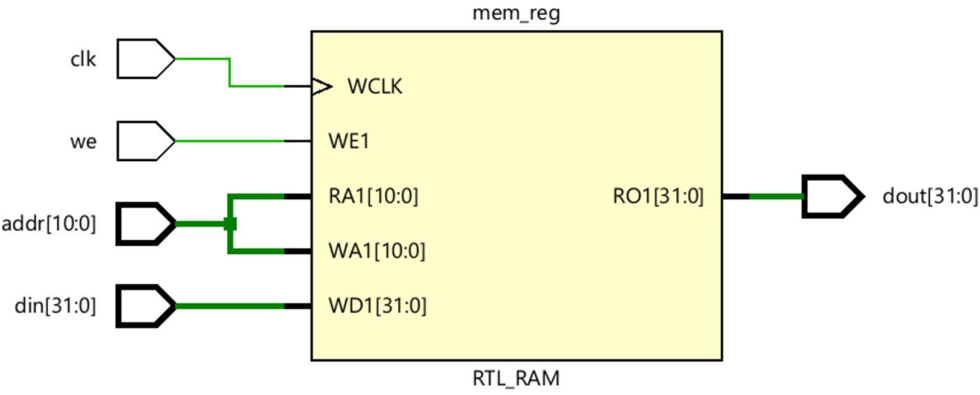 mem_reg
clk
WCLK
we
WE1
RA1[10:0]
RO1[31:0]
dout[31:0]
addr[10:0]
WA1[10:0]
din[31:0]
WD1[31:0]
RTL_RAM